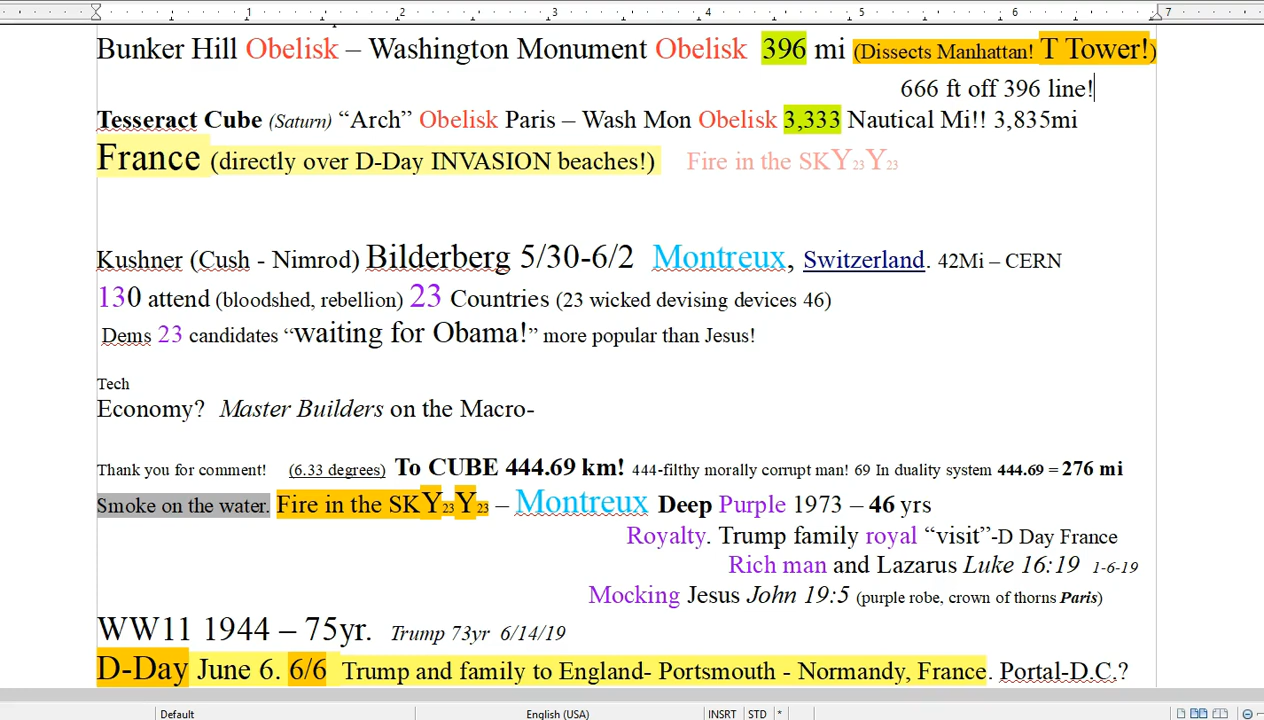 1 2 3 4 5 6 7
Bunker Hill Obelisk – Washington Monument Obelisk 396 mi (Dissects Manhattan! T Tower!)
666 ft off 396 line!
Tesseract Cube (Saturn) “Arch” Obelisk Paris – Wash Mon Obelisk 3,333 Nautical Mi!! 3,835mi
France (directly over D-Day INVASION beaches!) Fire in the SKY23Y23
Kushner (Cush - Nimrod) Bilderberg 5/30-6/2 Montreux, Switzerland. 42Mi – CERN
130 attend (bloodshed, rebellion) 23 Countries (23 wicked devising devices 46)
Dems 23 candidates “waiting for Obama!” more popular than Jesus!
Tech
Economy? Master Builders on the Macro-
Thank you for comment! (6.33 degrees) To CUBE 444.69 km! 444-filthy morally corrupt man! 69 In duality system 444.69 = 276 mi
Smoke on the water. Fire in the SKY23Y23 – Montreux Deep Purple 1973 – 46 yrs
Royalty. Trump family royal “visit”-D Day France
Rich man and Lazarus Luke 16:19 1-6-19
Mocking Jesus John 19:5 (purple robe, crown of thorns Paris)
WW11 1944 – 75yr. Trump 73yr 6/14/19
D-Day June 6. 6/6 Trump and family to England- Portsmouth - Normandy, France. Portal-D.C.?
Default English (USA) INSRT STD *